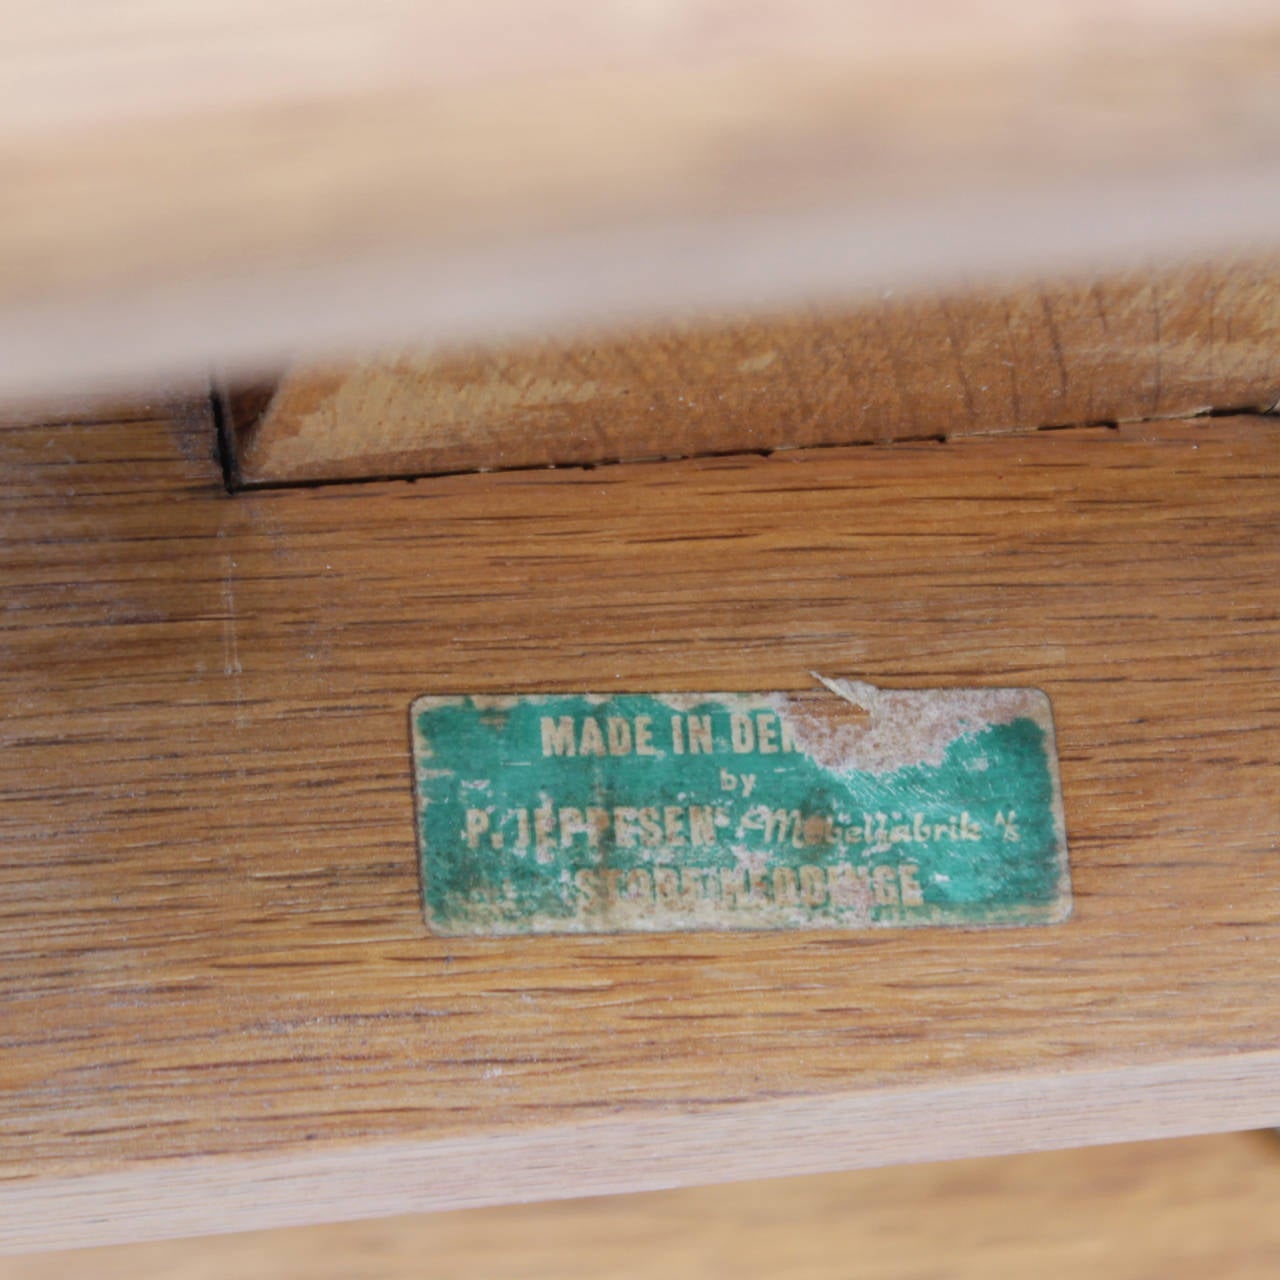 MADE IN DEN
by
P. JEPPESEN Møbelfabrik A/S
STORE HEDDINGE